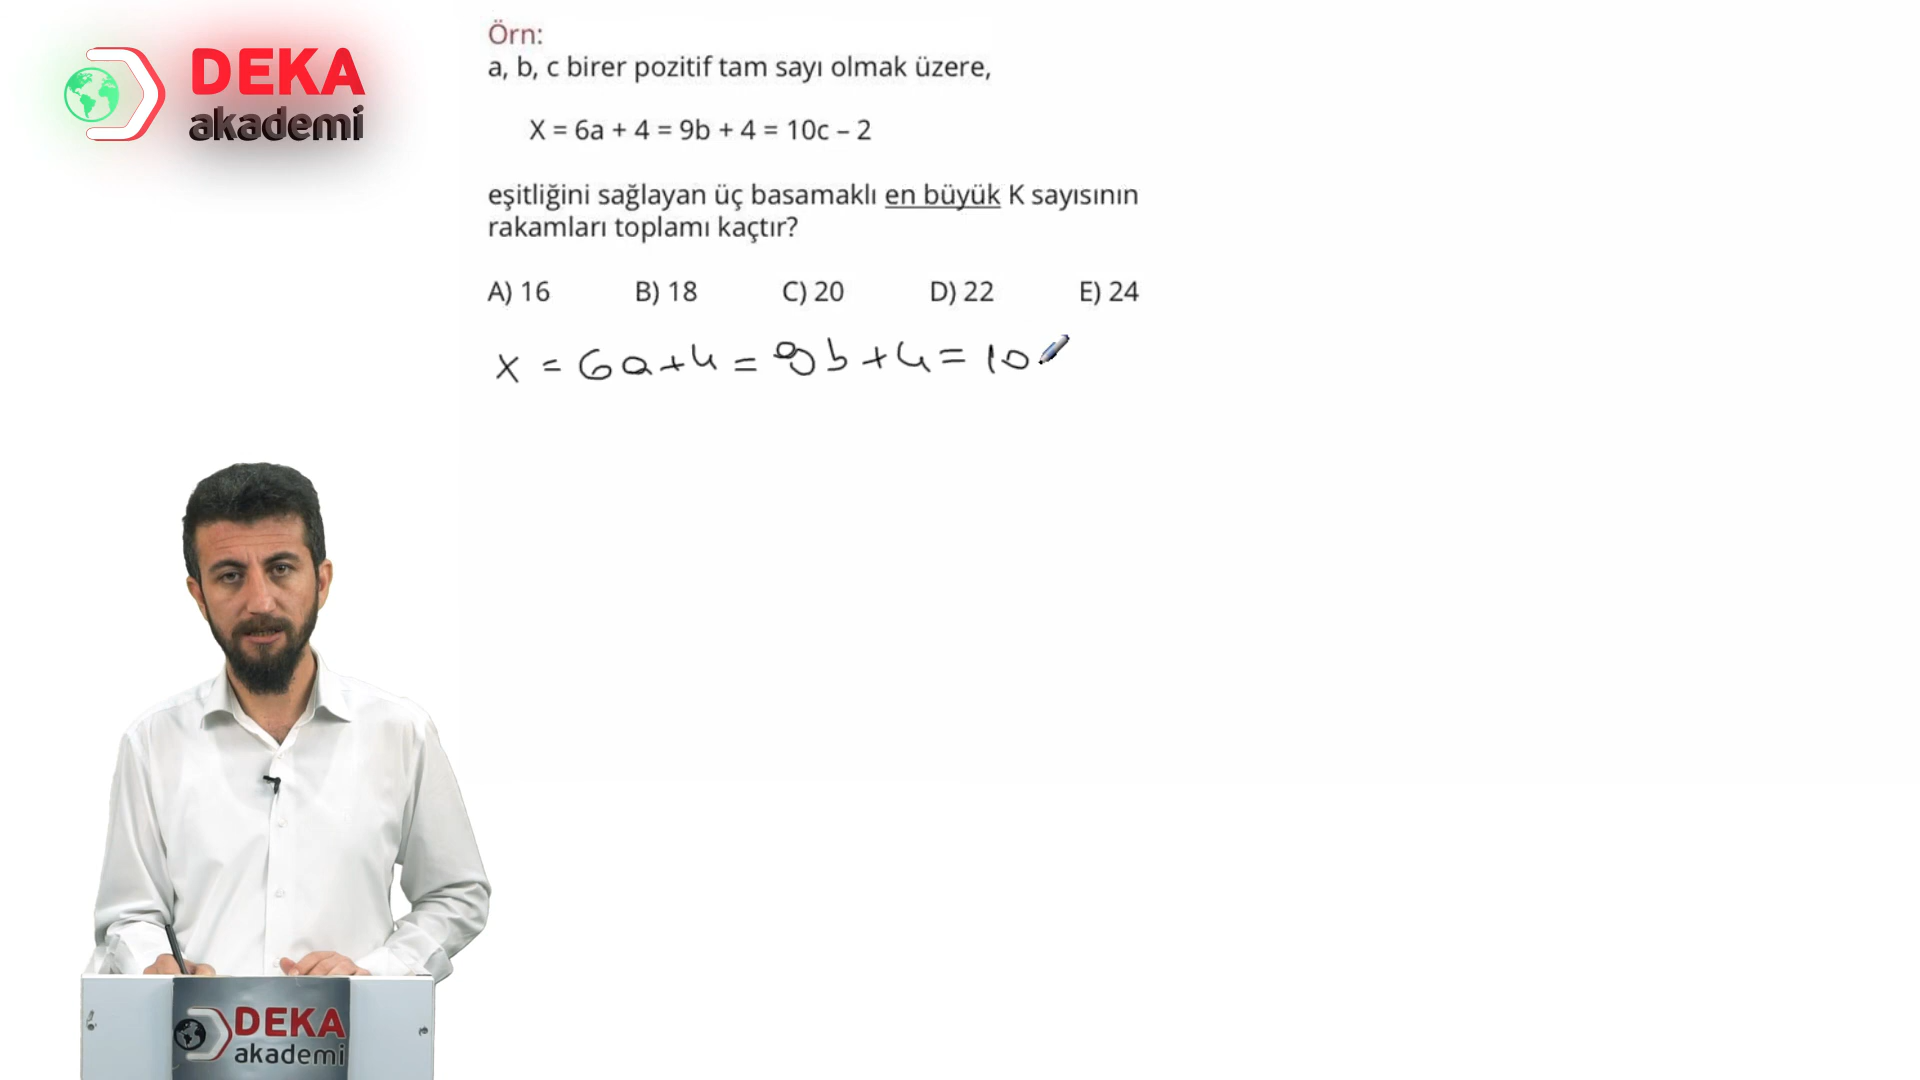 DEKA
akademi
Örn:
a, b, c birer pozitif tam sayı olmak üzere,
X = 6a + 4 = 9b + 4 = 10c – 2
eşitliğini sağlayan üç basamaklı en büyük K sayısının
rakamları toplamı kaçtır?
A) 16 B) 18 C) 20 D) 22 E) 24
x = 6a+4 = 9b+4 = 10
DEKA
akademi